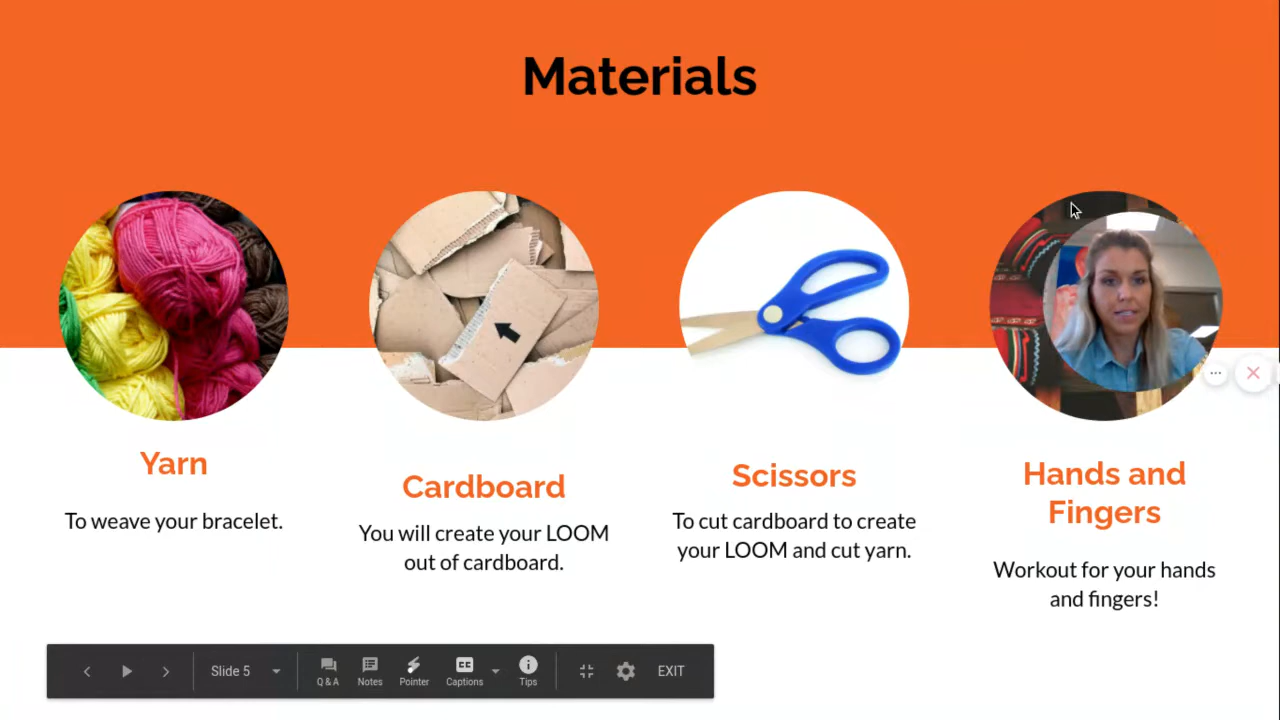 Materials
Yarn
To weave your bracelet.
Cardboard
You will create your LOOM
out of cardboard.
Scissors
To cut cardboard to create
your LOOM and cut yarn.
Hands and
Fingers
Workout for your hands
and fingers!
Slide 5
Q & A
Notes
Pointer
Captions
Tips
EXIT